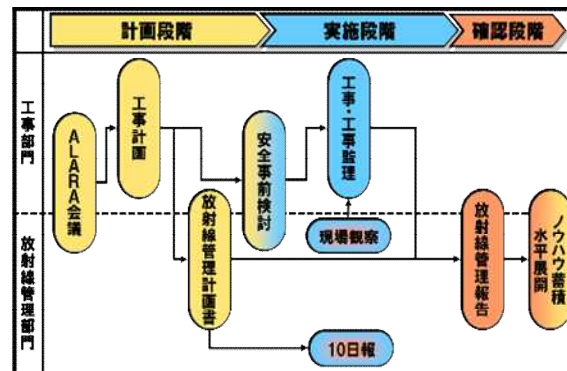 計画段階
実施段階
確認段階
工事部門
放射線管理部門
ALARA会議
工事計画
放射線管理計画書
安全事前検討
工事・工事監理
現場観察
10日報
放射線管理報告
ノウハウ蓄積
水平展開